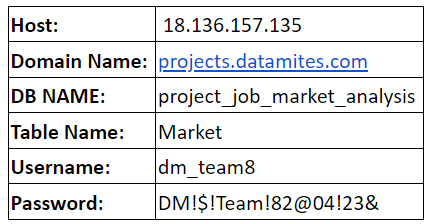 Host: 18.136.157.135
Domain Name: projects.datamites.com
DB NAME: project_job_market_analysis
Table Name: Market
Username: dm_team8
Password: DM!$!Team!82@04!23&